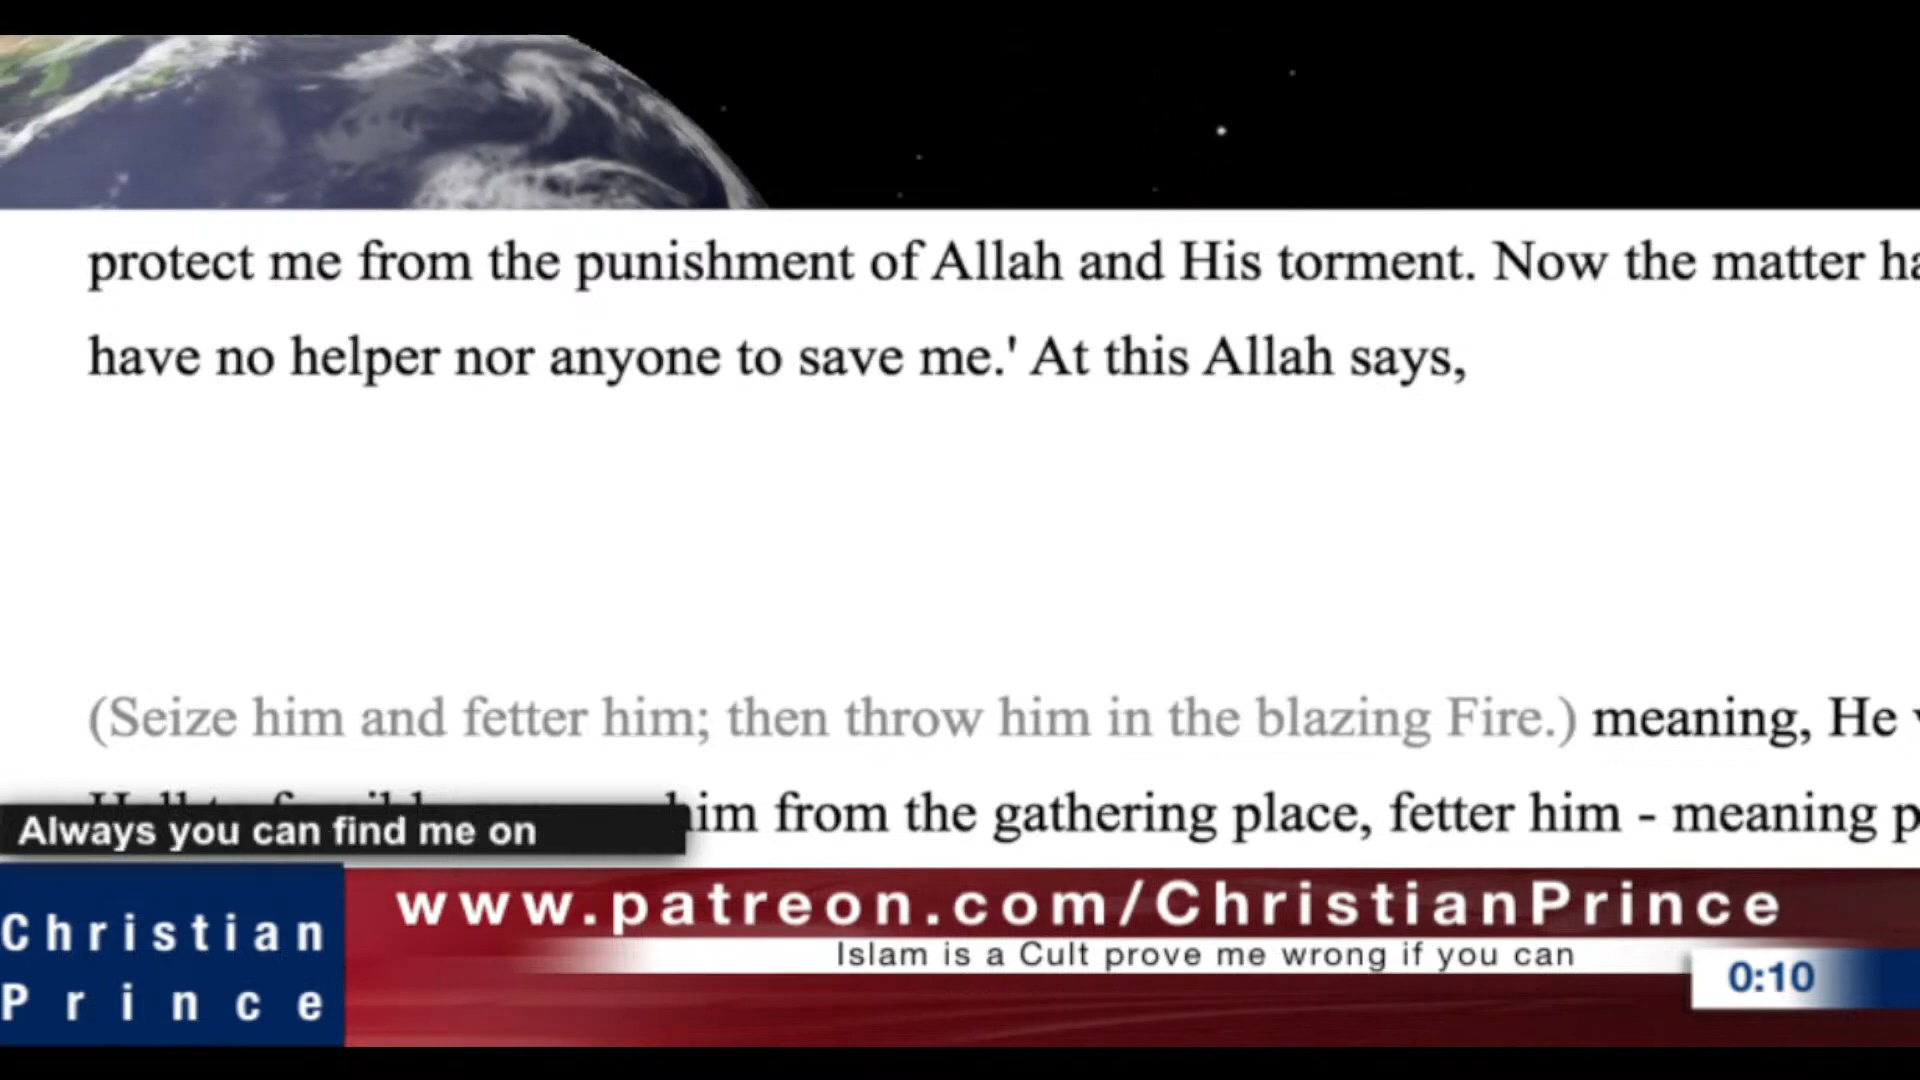 protect me from the punishment of Allah and His torment. Now the matter
have no helper nor anyone to save me.' At this Allah says,
(Seize him and fetter him; then throw him in the blazing Fire.) meaning, He
him from the gathering place, fetter him - meaning
Always you can find me on
www.patreon.com/ChristianPrince
Islam is a Cult prove me wrong if you can
Christian
Prince
0:10